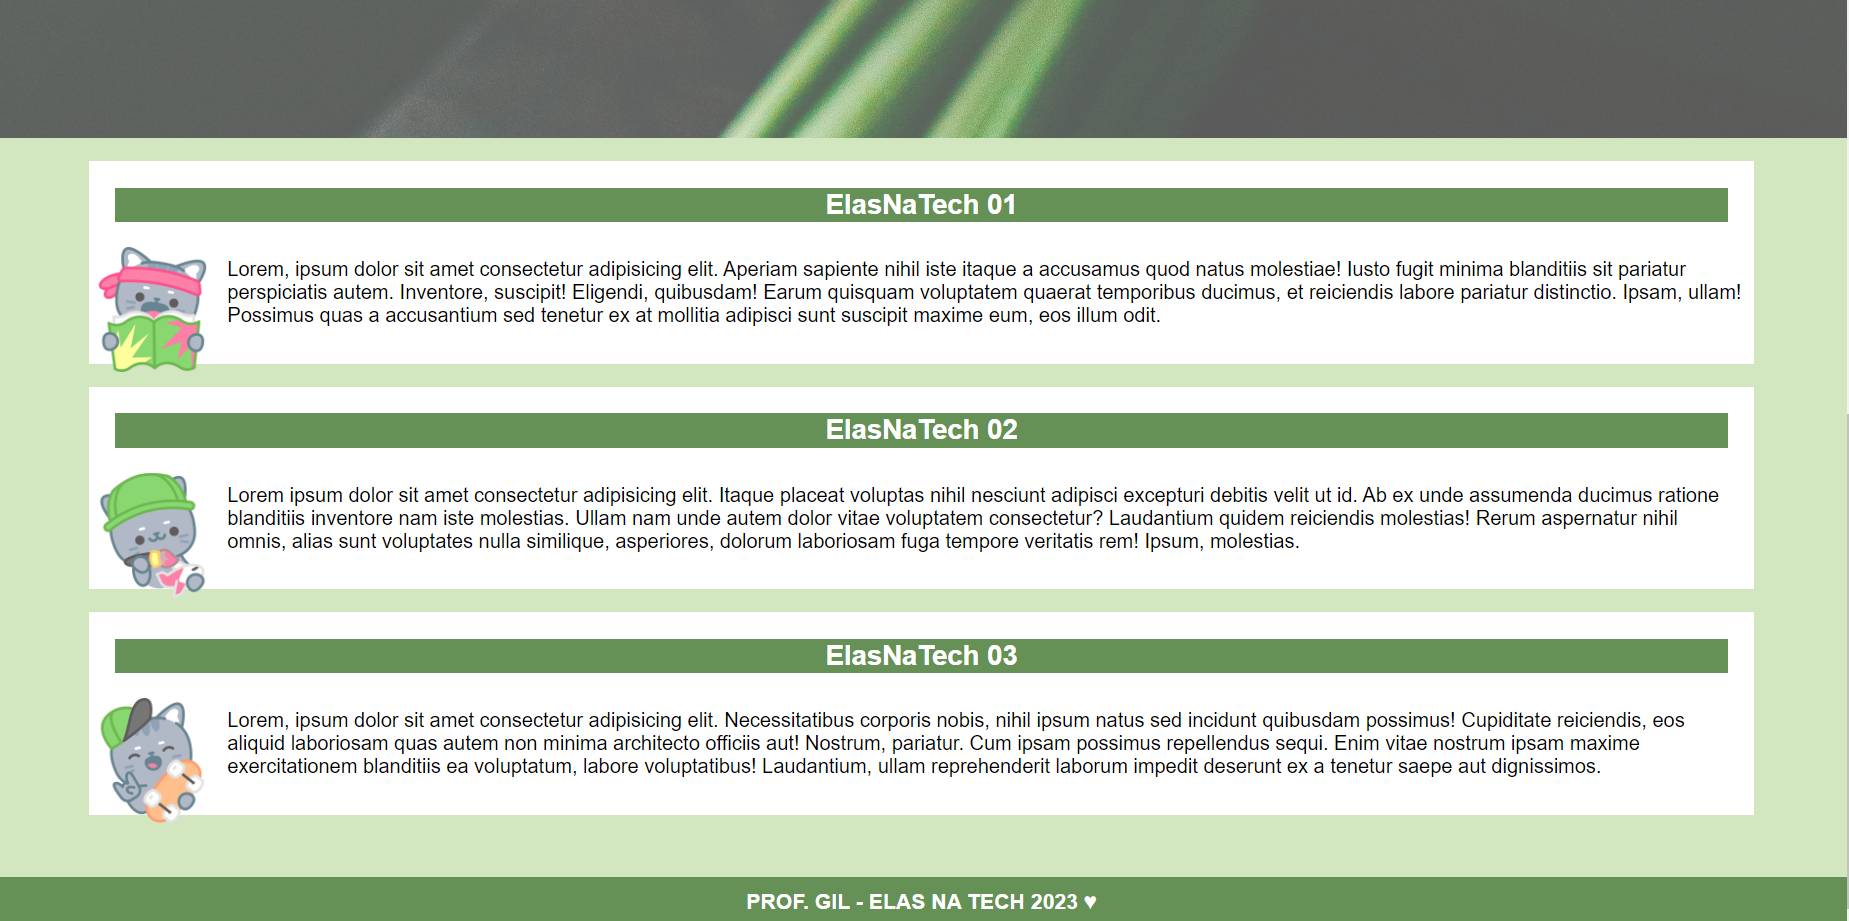 ElasNaTech 01
Lorem, ipsum dolor sit amet consectetur adipisicing elit. Aperiam sapiente nihil iste itaque a accusamus quod natus molestiae! Iusto fugit minima blanditiis sit pariatur
perspiciatis autem. Inventore, suscipit! Eligendi, quibusdam! Earum quisquam voluptatem quaerat temporibus ducimus, et reiciendis labore pariatur distinctio. Ipsam, ullam!
Possimus quas a accusantium sed tenetur ex at mollitia adipisci sunt suscipit maxime eum, eos illum odit.
ElasNaTech 02
Lorem ipsum dolor sit amet consectetur adipisicing elit. Itaque placeat voluptas nihil nesciunt adipisci excepturi debitis velit ut id. Ab ex unde assumenda ducimus ratione
blanditiis inventore nam iste molestias. Ullam nam unde autem dolor vitae voluptatem consectetur? Laudantium quidem reiciendis molestias! Rerum aspernatur nihil
omnis, alias sunt voluptates nulla similique, asperiores, dolorum laboriosam fuga tempore veritatis rem! Ipsum, molestias.
ElasNaTech 03
Lorem, ipsum dolor sit amet consectetur adipisicing elit. Necessitatibus corporis nobis, nihil ipsum natus sed incidunt quibusdam possimus! Cupiditate reiciendis, eos
aliquid laboriosam quas autem non minima architecto officiis aut! Nostrum, pariatur. Cum ipsam possimus repellendus sequi. Enim vitae nostrum ipsam maxime
exercitationem blanditiis ea voluptatum, labore voluptatibus! Laudantium, ullam reprehenderit laborum impedit deserunt ex a tenetur saepe aut dignissimos.
PROF. GIL - ELAS NA TECH 2023 ♥